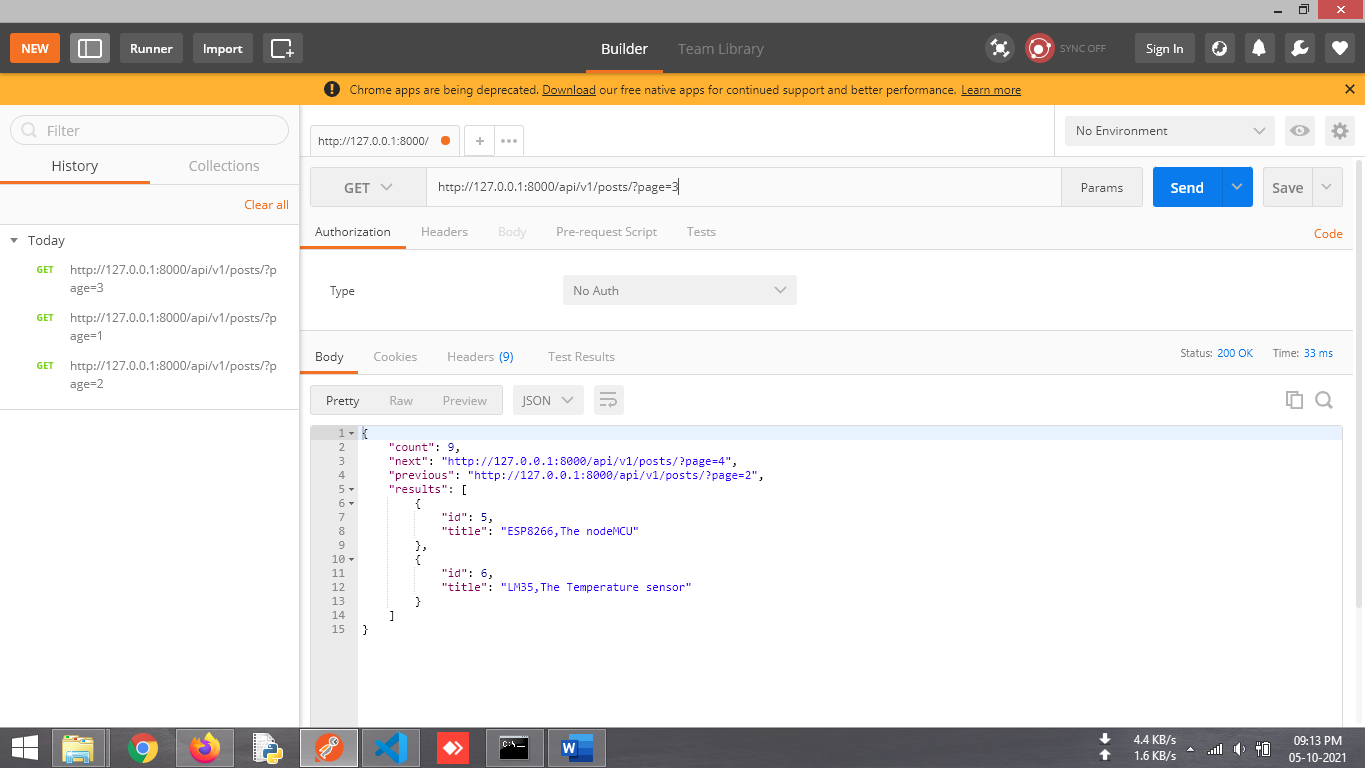 NEW
Runner
Import
Builder
Team Library
SYNC OFF
Sign In
Chrome apps are being deprecated. Download our free native apps for continued support and better performance. Learn more
Filter
History
Collections
Clear all
Today
GET http://127.0.0.1:8000/api/v1/posts/?p
age=3
GET http://127.0.0.1:8000/api/v1/posts/?p
age=1
GET http://127.0.0.1:8000/api/v1/posts/?p
age=2
http://127.0.0.1:8000/
No Environment
GET
http://127.0.0.1:8000/api/v1/posts/?page=3
Params
Send
Save
Authorization
Headers
Body
Pre-request Script
Tests
Code
Type
No Auth
Body
Cookies
Headers (9)
Test Results
Status: 200 OK
Time: 33 ms
Pretty
Raw
Preview
JSON
1 {
2 "count": 9,
3 "next": "http://127.0.0.1:8000/api/v1/posts/?page=4",
4 "previous": "http://127.0.0.1:8000/api/v1/posts/?page=2",
5 "results": [
6 {
7 "id": 5,
8 "title": "ESP8266,The nodeMCU"
9 },
10 {
11 "id": 6,
12 "title": "LM35,The Temperature sensor"
13 }
14 ]
15 }
4.4 KB/s
1.6 KB/s
09:13 PM
05-10-2021